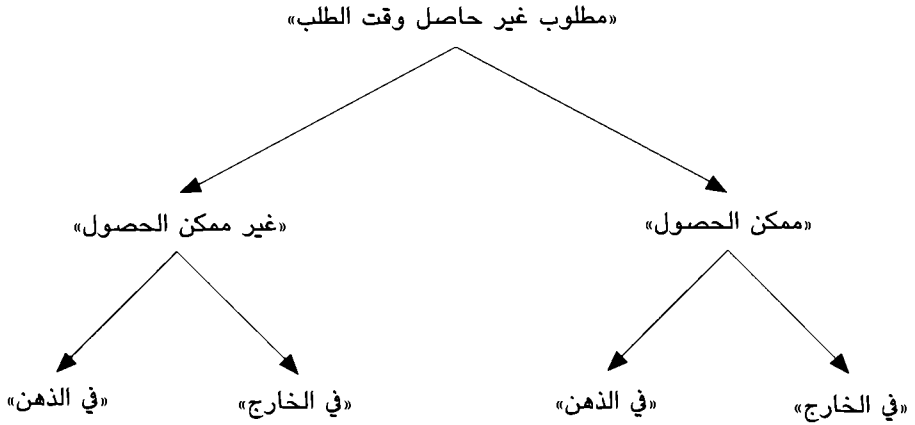 «مطلوب غير حاصل وقت الطلب»
«ممكن الحصول»
«غير ممكن الحصول»
«في الخارج»
«في الذهن»
«في الخارج»
«في الذهن»